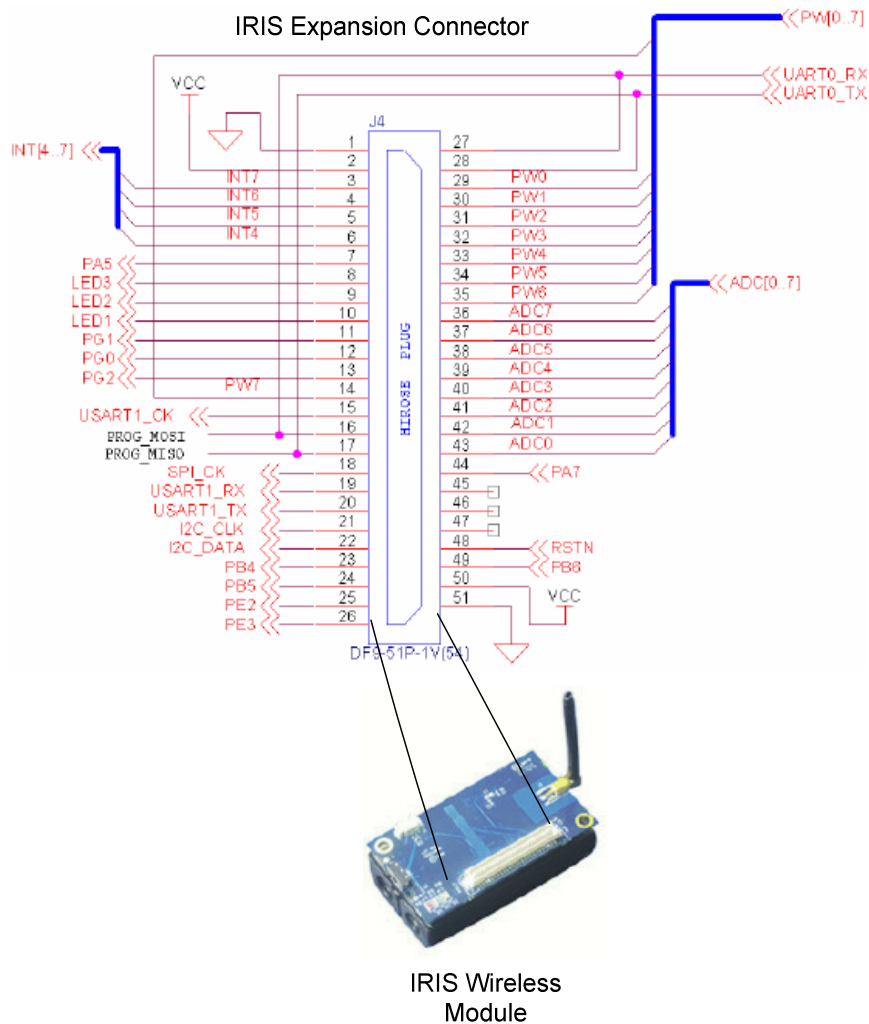 IRIS Expansion Connector
PW[0..7]
UART0_RX
UART0_TX
VCC
J4
INT[4..7]
1 27
2 28
INT7 3 29 PW0
INT6 4 30 PW1
INT5 5 31 PW2
INT4 6 32 PW3
PA5 7 33 PW4
LED3 8 34 PW5
LED2 9 35 PW6
ADC[0..7]
LED1 10 36 ADC7
PG1 11 37 ADC6
PG0 12 38 ADC5
PG2 13 39 ADC4
PW7 14 40 ADC3
USART1_CK 15 41 ADC2
PROG_MOSI 16 42 ADC1
PROG_MISO 17 43 ADC0
SPI_CK 18 44 PA7
USART1_RX 19 45
USART1_TX 20 46
I2C_CLK 21 47
I2C_DATA 22 48 RSTN
PB4 23 49 PB6
PB5 24 50 VCC
PE2 25 51
PE3 26
HIROSE PLUG
DF9-51P-1V(54)
IRIS Wireless
Module